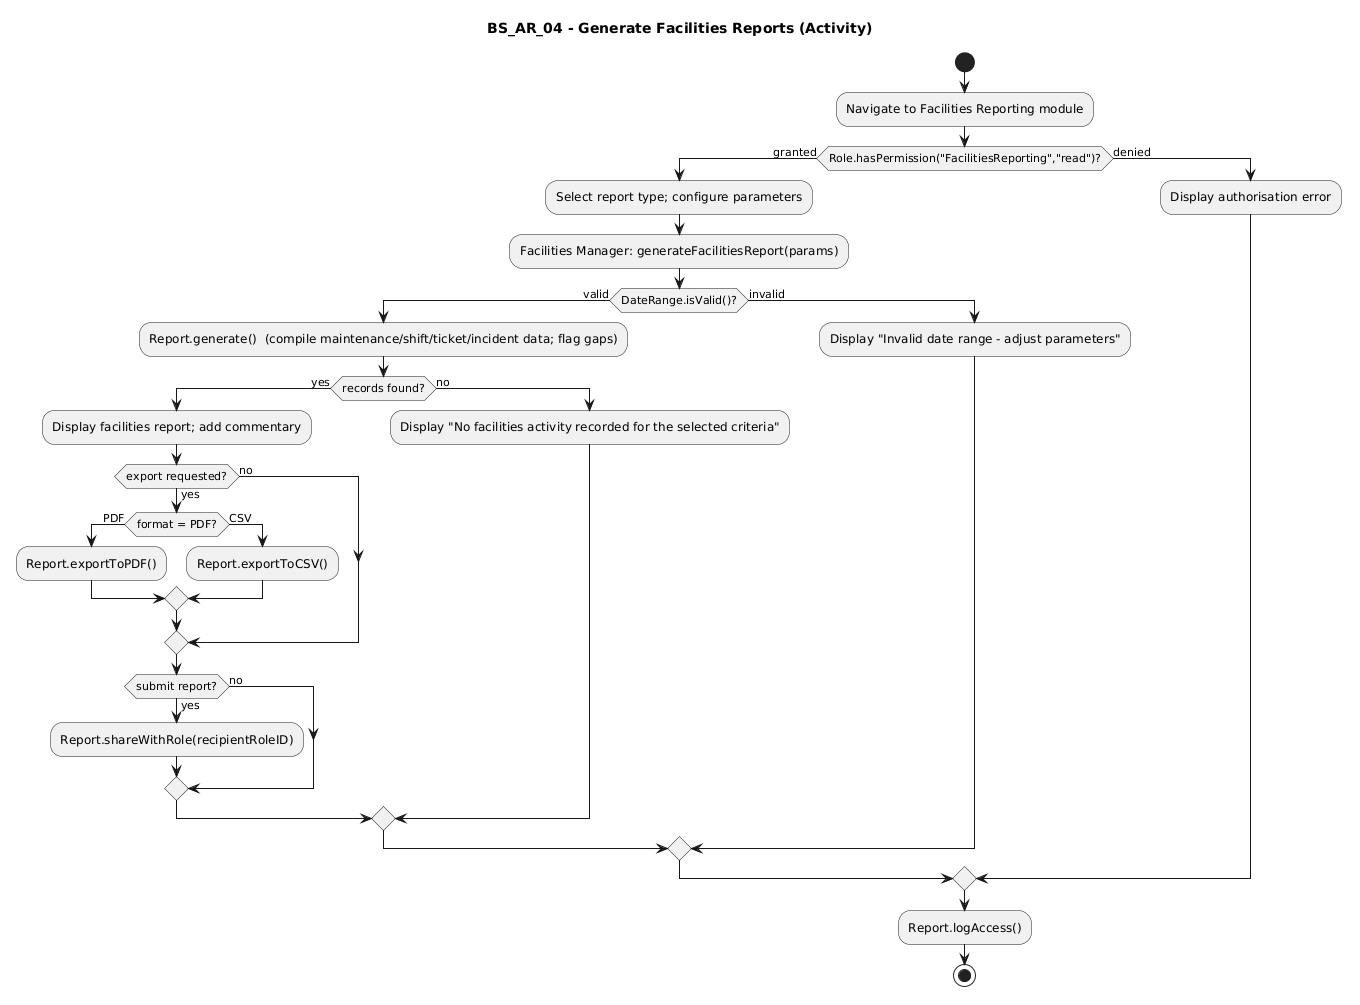 BS_AR_04 - Generate Facilities Reports (Activity)
Navigate to Facilities Reporting module
granted
Role.hasPermission("FacilitiesReporting","read")?
denied
Select report type; configure parameters
Display authorisation error
Facilities Manager: generateFacilitiesReport(params)
valid
DateRange.isValid()?
invalid
Report.generate()  (compile maintenance/shift/ticket/incident data; flag gaps)
Display "Invalid date range - adjust parameters"
yes
records found?
no
Display facilities report; add commentary
Display "No facilities activity recorded for the selected criteria"
export requested?
no
yes
PDF
format = PDF?
CSV
Report.exportToPDF()
Report.exportToCSV()
submit report?
no
yes
Report.shareWithRole(recipientRoleID)
Report.logAccess()